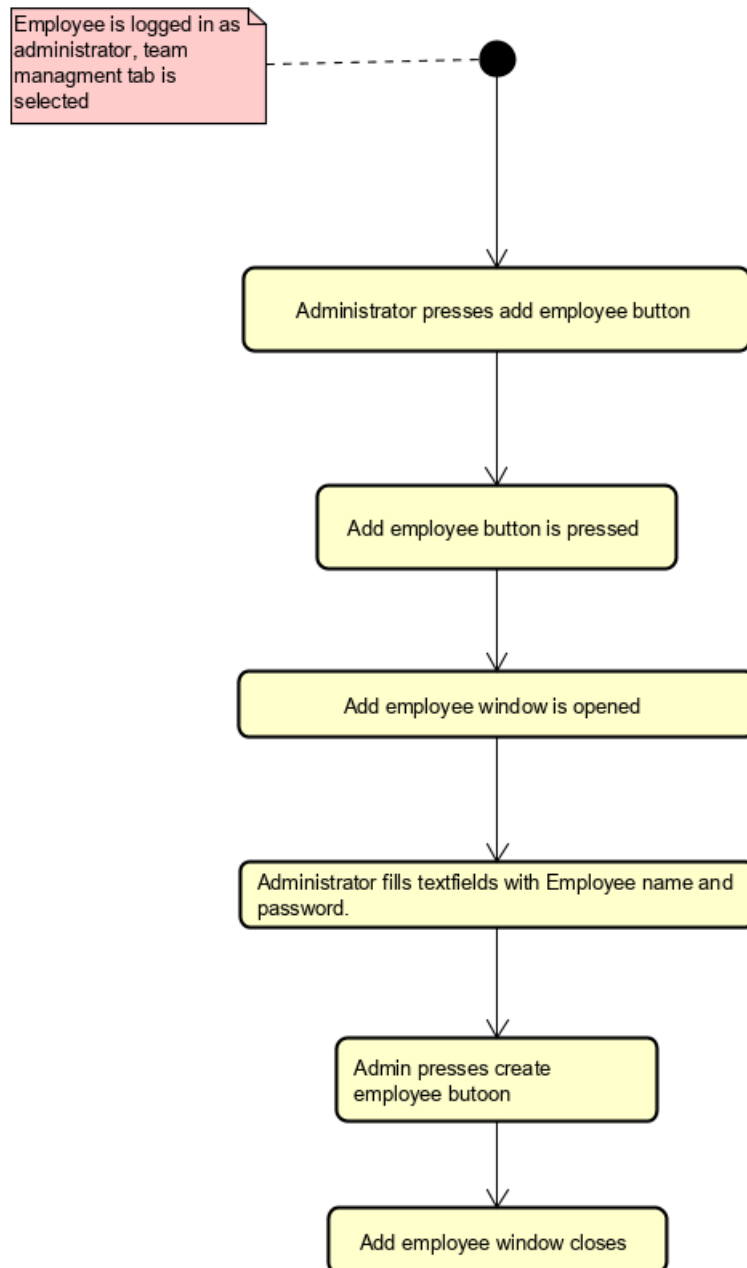 Employee is logged in as
administrator, team
managment tab is
selected
Administrator presses add employee button
Add employee button is pressed
Add employee window is opened
Administrator fills textfields with Employee name and
password.
Admin presses create
employee butoon
Add employee window closes